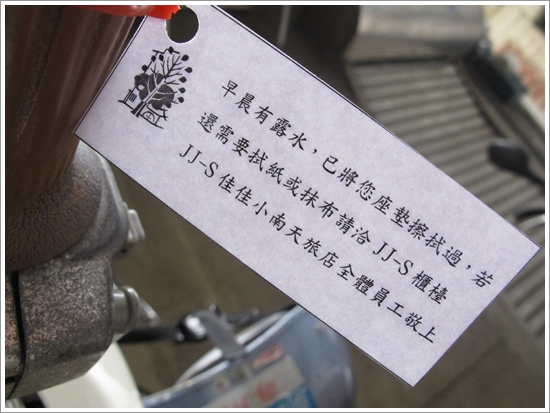 早晨有露水，已將您座墊擦拭過，若
還需要拭紙或抹布請洽 JJ-S 櫃檯
JJ-S 佳佳小南天旅店全體員工敬上